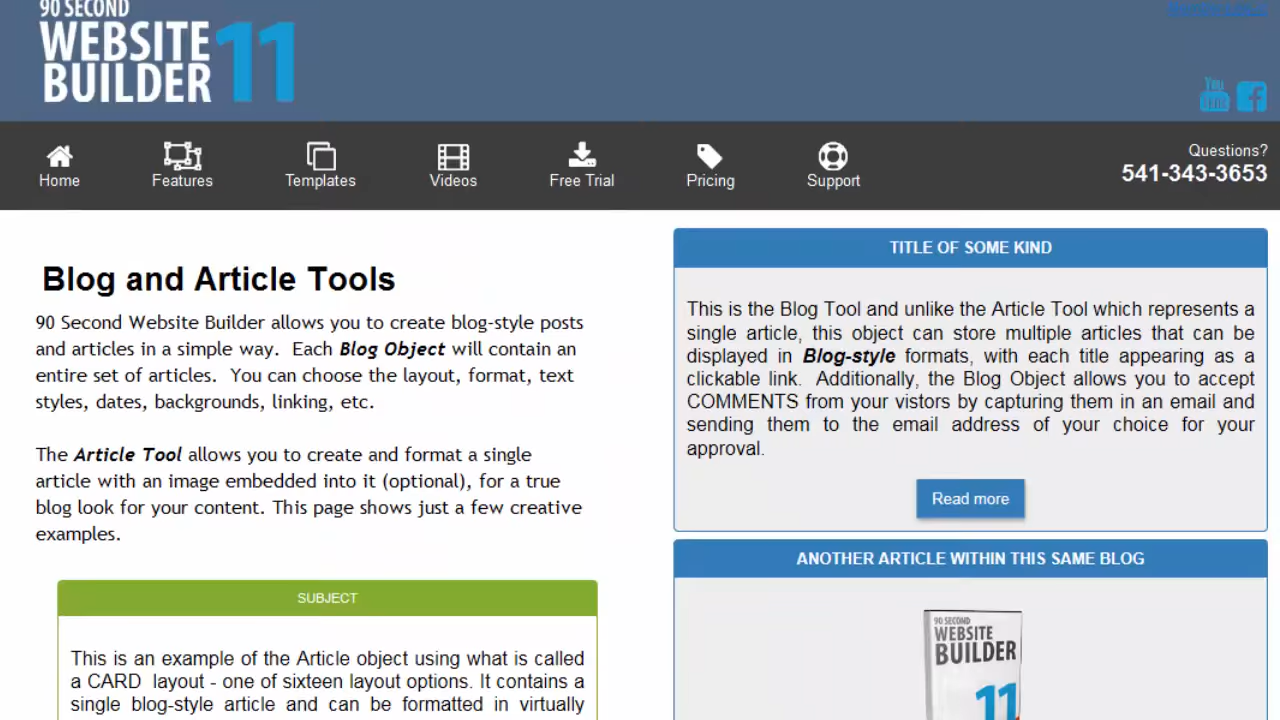 90 SECOND
WEBSITE
BUILDER 11
You
Home
Features
Templates
Videos
Free Trial
Pricing
Support
Questions?
541-343-3653
Blog and Article Tools
90 Second Website Builder allows you to create blog-style posts
and articles in a simple way. Each Blog Object will contain an
entire set of articles. You can choose the layout, format, text
styles, dates, backgrounds, linking, etc.
The Article Tool allows you to create and format a single
article with an image embedded into it (optional), for a true
blog look for your content. This page shows just a few creative
examples.
SUBJECT
This is an example of the Article object using what is called
a CARD layout - one of sixteen layout options. It contains a
single blog-style article and can be formatted in virtually
TITLE OF SOME KIND
This is the Blog Tool and unlike the Article Tool which represents a
single article, this object can store multiple articles that can be
displayed in Blog-style formats, with each title appearing as a
clickable link. Additionally, the Blog Object allows you to accept
COMMENTS from your vistors by capturing them in an email and
sending them to the email address of your choice for your
approval.
Read more
ANOTHER ARTICLE WITHIN THIS SAME BLOG
90 SECOND
WEBSITE
BUILDER
11